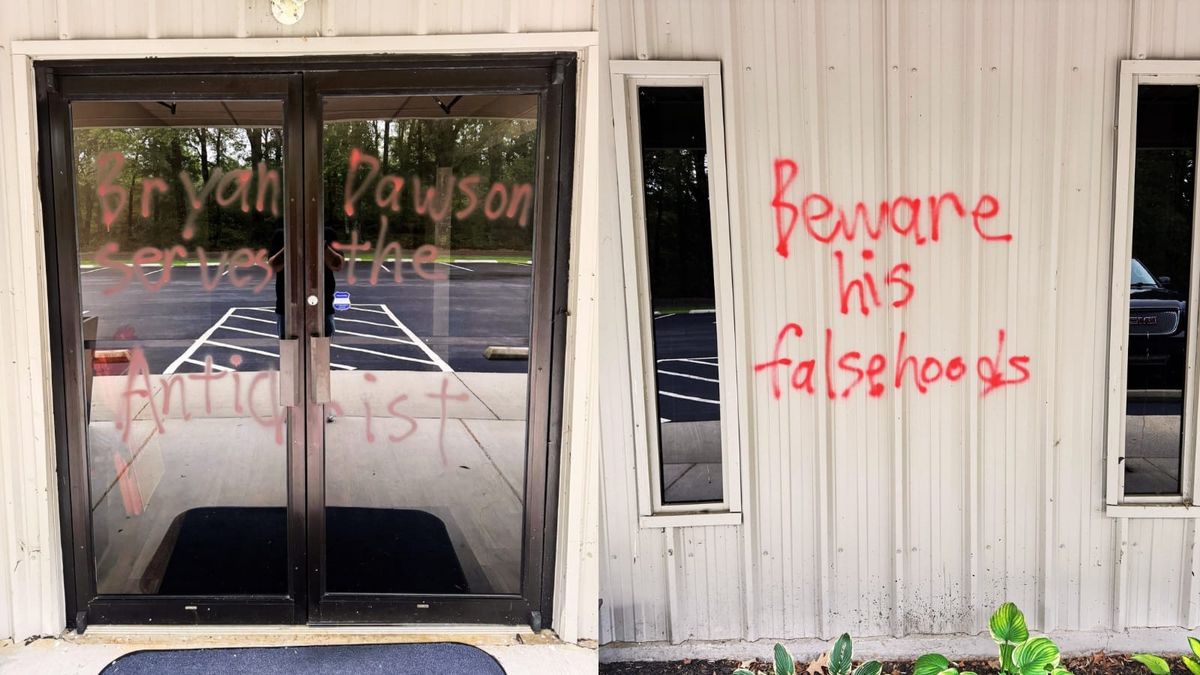 Bryan Dawson
serves the
Antichrist
Beware
his
falsehoods